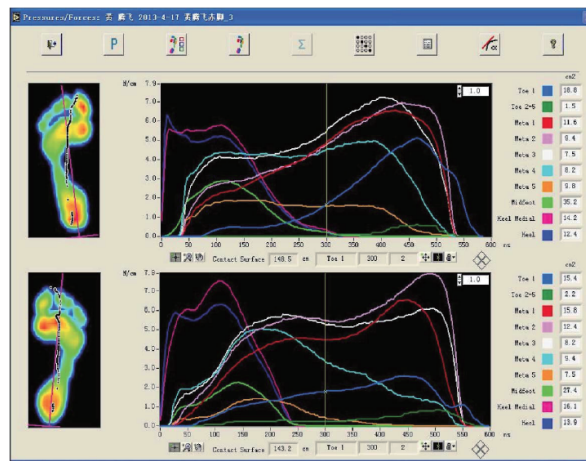 Pressures/Forces: 2013-4-17 腾飞赤脚_3
P Σ ?
N/cm
7.9
7.0
6.0
5.0
4.0
3.0
2.0
1.0
0.0
0 50 100 150 200 250 300 350 400 450 500 550 600
ms
1.0
cm2
Toe 1 18.8
Toe 2-5 1.5
Meta 1 11.6
Meta 2 9.4
Meta 3 7.5
Meta 4 8.2
Meta 5 9.8
Midfoot 35.2
Heel Medial 14.2
Heel 12.4
Contact Surface 148.5 cm Toe 1 300 2
N/cm
7.0
6.0
5.0
4.0
3.0
2.0
1.0
0.0
0 50 100 150 200 250 300 350 400 450 500 550 600
ms
1.0
cm2
Toe 1 15.4
Toe 2-5 2.2
Meta 1 15.8
Meta 2 12.4
Meta 3 8.2
Meta 4 9.4
Meta 5 7.5
Midfoot 27.4
Heel Medial 16.1
Heel 13.9
Contact Surface 143.2 cm Toe 1 300 2